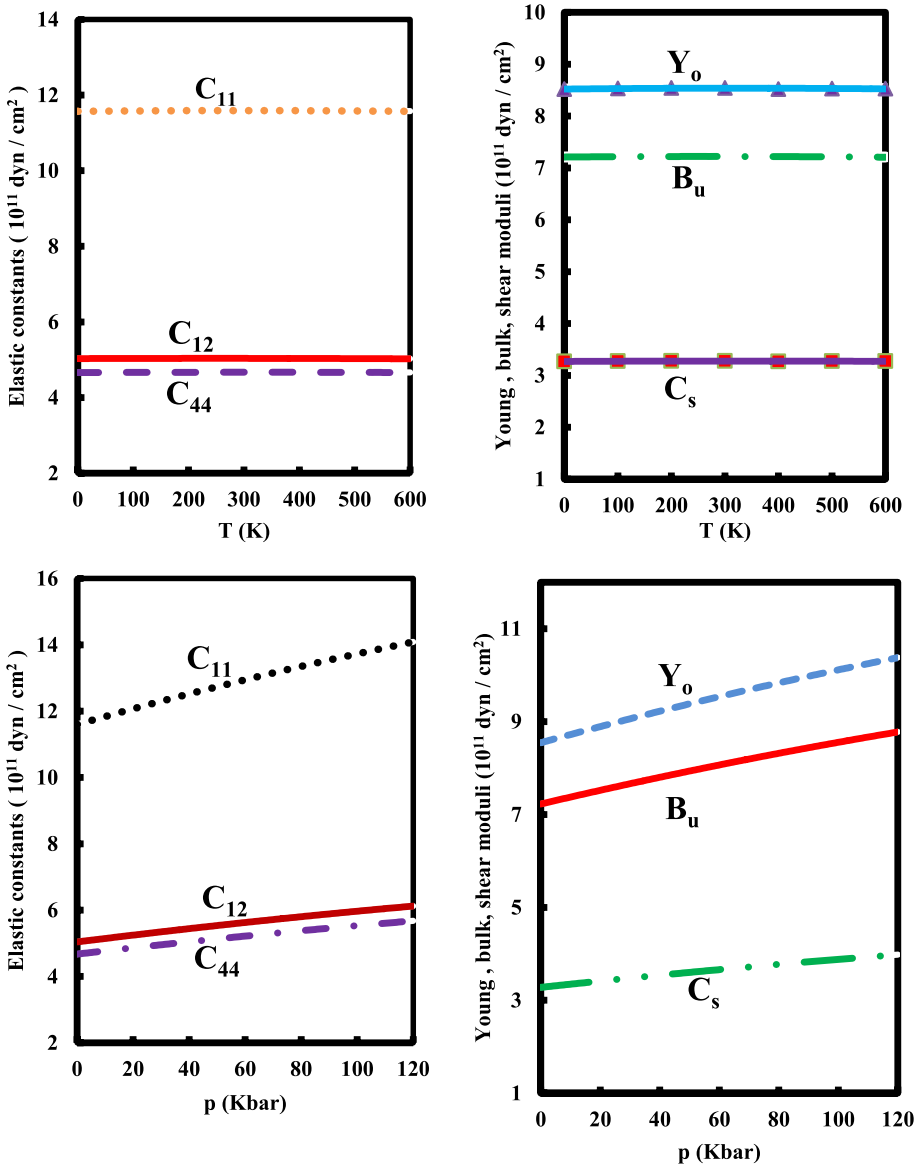 Elastic constants ( 10¹¹ dyn / cm²)
14
12
10
8
6
4
2
C₁₁
C₁₂
C₄₄
0 100 200 300 400 500 600
T (K)
Young , bulk, shear moduli (10¹¹ dyn / cm²)
10
9
8
7
6
5
4
3
2
1
Yₒ
Bᵤ
Cₛ
0 100 200 300 400 500 600
T (K)
Elastic constants ( 10¹¹ dyn / cm²)
16
14
12
10
8
6
4
2
C₁₁
C₁₂
C₄₄
0 20 40 60 80 100 120
p (Kbar)
Young , bulk, shear moduli (10¹¹ dyn / cm²)
11
9
7
5
3
1
Yₒ
Bᵤ
Cₛ
0 20 40 60 80 100 120
p (Kbar)